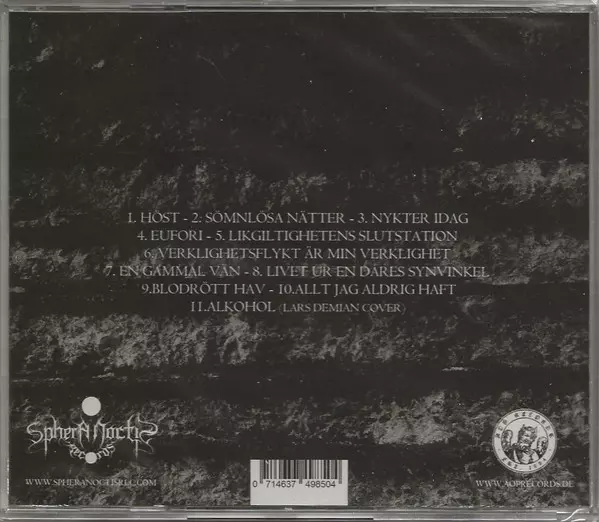 1. HÖST - 2. SÖMNLÖSA NÄTTER - 3. NYKTER IDAG
4. EUFORI - 5. LIKGILTIGHETENS SLUTSTATION
6. VERKLIGHETSFLYKT ÄR MIN VERKLIGHET
7. EN GAMMAL VÄN - 8. LIVET UR EN DÅRES SYNVINKEL
9.BLODRÖTT HAV - 10.ALLT JAG ALDRIG HAFT
11.ALKOHOL (LARS DEMIAN COVER)
Sphera Noctis
records
WWW.SPHERANOCTISREC.COM
0 714637 498504
WWW.AOPRECORDS.DE